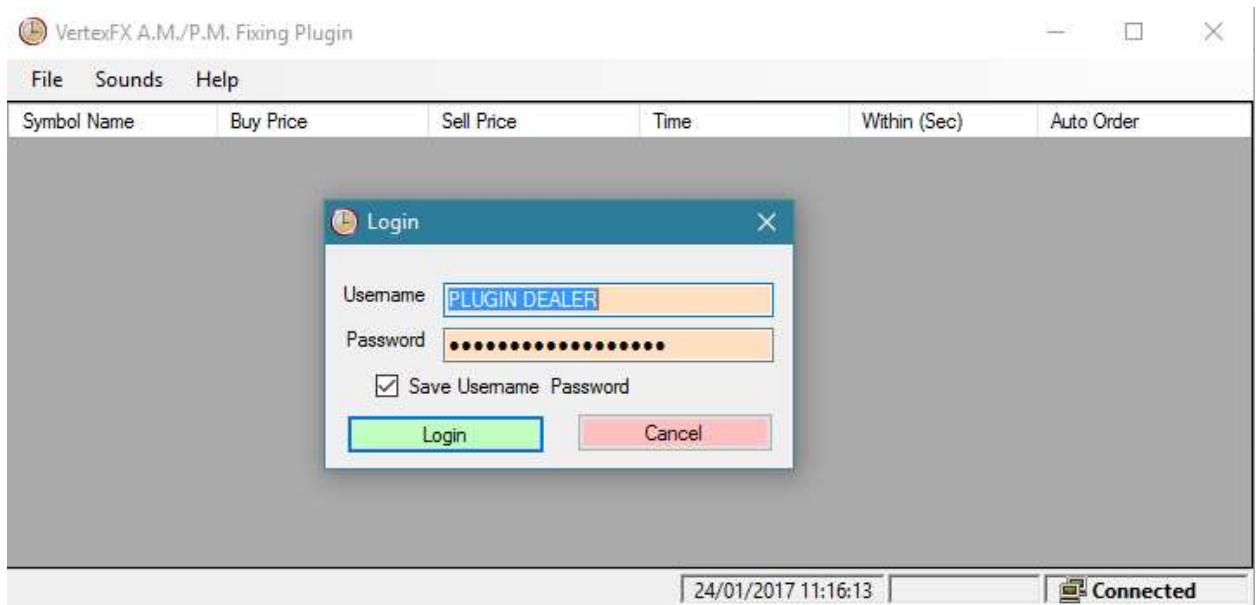 VertexFX A.M./P.M. Fixing Plugin
File Sounds Help
Symbol Name Buy Price Sell Price Time Within (Sec) Auto Order
Login
Username PLUGIN DEALER
Password ••••••••••••••••••
Save Username Password
Login Cancel
24/01/2017 11:16:13 Connected